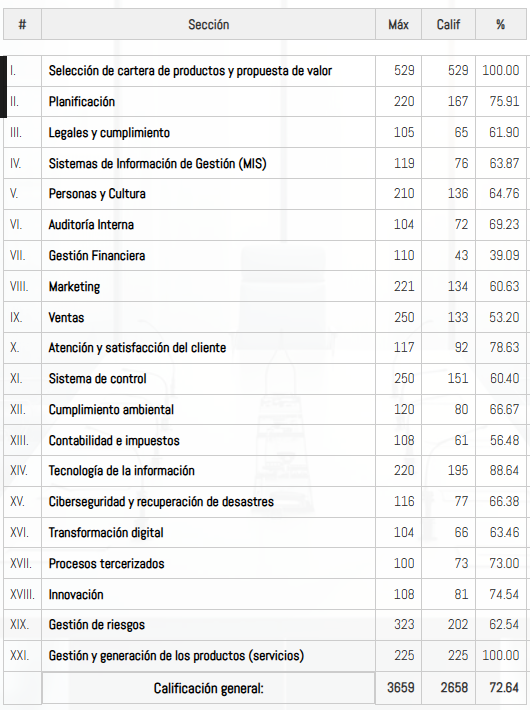 # Sección Máx Calif %
I. Selección de cartera de productos y propuesta de valor 529 529 100.00
II. Planificación 220 167 75.91
III. Legales y cumplimiento 105 65 61.90
IV. Sistemas de Información de Gestión (MIS) 119 76 63.87
V. Personas y Cultura 210 136 64.76
VI. Auditoría Interna 104 72 69.23
VII. Gestión Financiera 110 43 39.09
VIII. Marketing 221 134 60.63
IX. Ventas 250 133 53.20
X. Atención y satisfacción del cliente 117 92 78.63
XI. Sistema de control 250 151 60.40
XII. Cumplimiento ambiental 120 80 66.67
XIII. Contabilidad e impuestos 108 61 56.48
XIV. Tecnología de la información 220 195 88.64
XV. Ciberseguridad y recuperación de desastres 116 77 66.38
XVI. Transformación digital 104 66 63.46
XVII. Procesos tercerizados 100 73 73.00
XVIII. Innovación 108 81 74.54
XIX. Gestión de riesgos 323 202 62.54
XXI. Gestión y generación de los productos (servicios) 225 225 100.00
Calificación general: 3659 2658 72.64